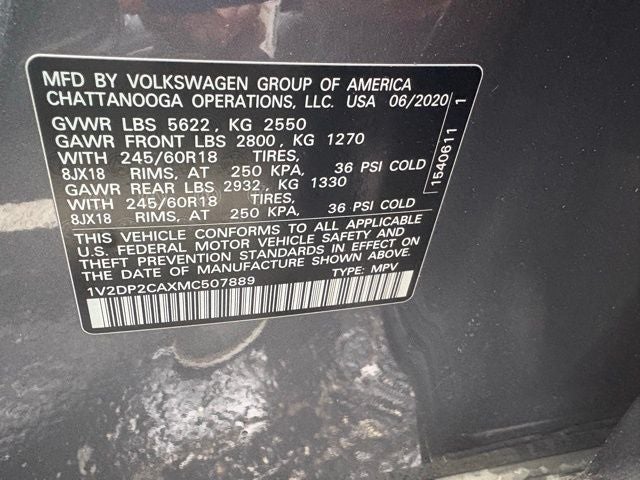 MFD BY VOLKSWAGEN GROUP OF AMERICA
CHATTANOOGA OPERATIONS, LLC. USA 06/2020
GVWR LBS 5622, KG 2550
GAWR FRONT LBS 2800, KG 1270
WITH 245/60R18 TIRES,
8JX18 RIMS, AT 250 KPA, 36 PSI COLD
GAWR REAR LBS 2932, KG 1330
WITH 245/60R18 TIRES,
8JX18 RIMS, AT 250 KPA, 36 PSI COLD
THIS VEHICLE CONFORMS TO ALL APPLICABLE
U.S. FEDERAL MOTOR VEHICLE SAFETY AND
THEFT PREVENTION STANDARDS IN EFFECT ON
THE DATE OF MANUFACTURE SHOWN ABOVE.
1V2DP2CAXMC507889 TYPE: MPV
1540611 1